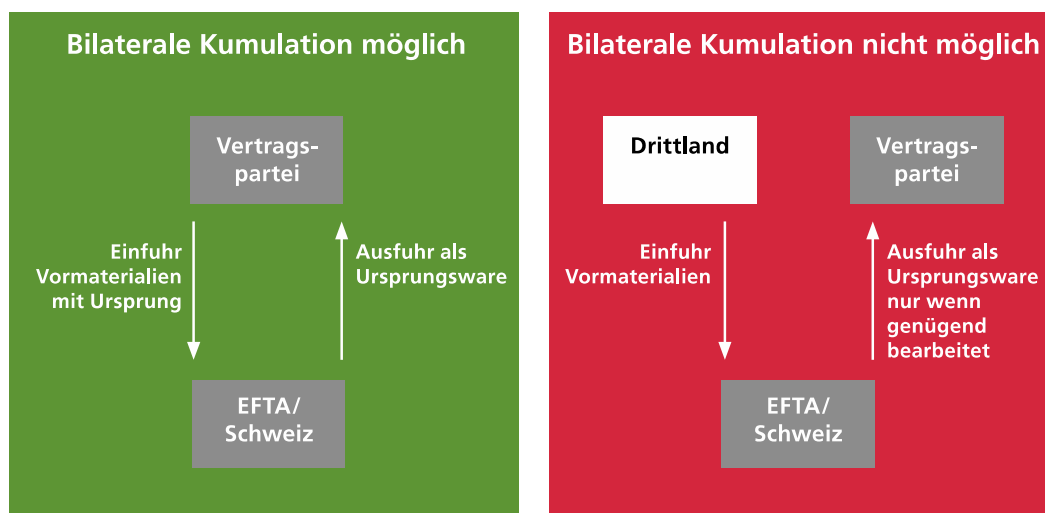 Bilaterale Kumulation möglich
Vertrags-
partei
Einfuhr
Vormaterialien
mit Ursprung
Ausfuhr als
Ursprungsware
EFTA/
Schweiz
Bilaterale Kumulation nicht möglich
Drittland
Vertrags-
partei
Einfuhr
Vormaterialien
Ausfuhr als
Ursprungsware
nur wenn
genügend
bearbeitet
EFTA/
Schweiz